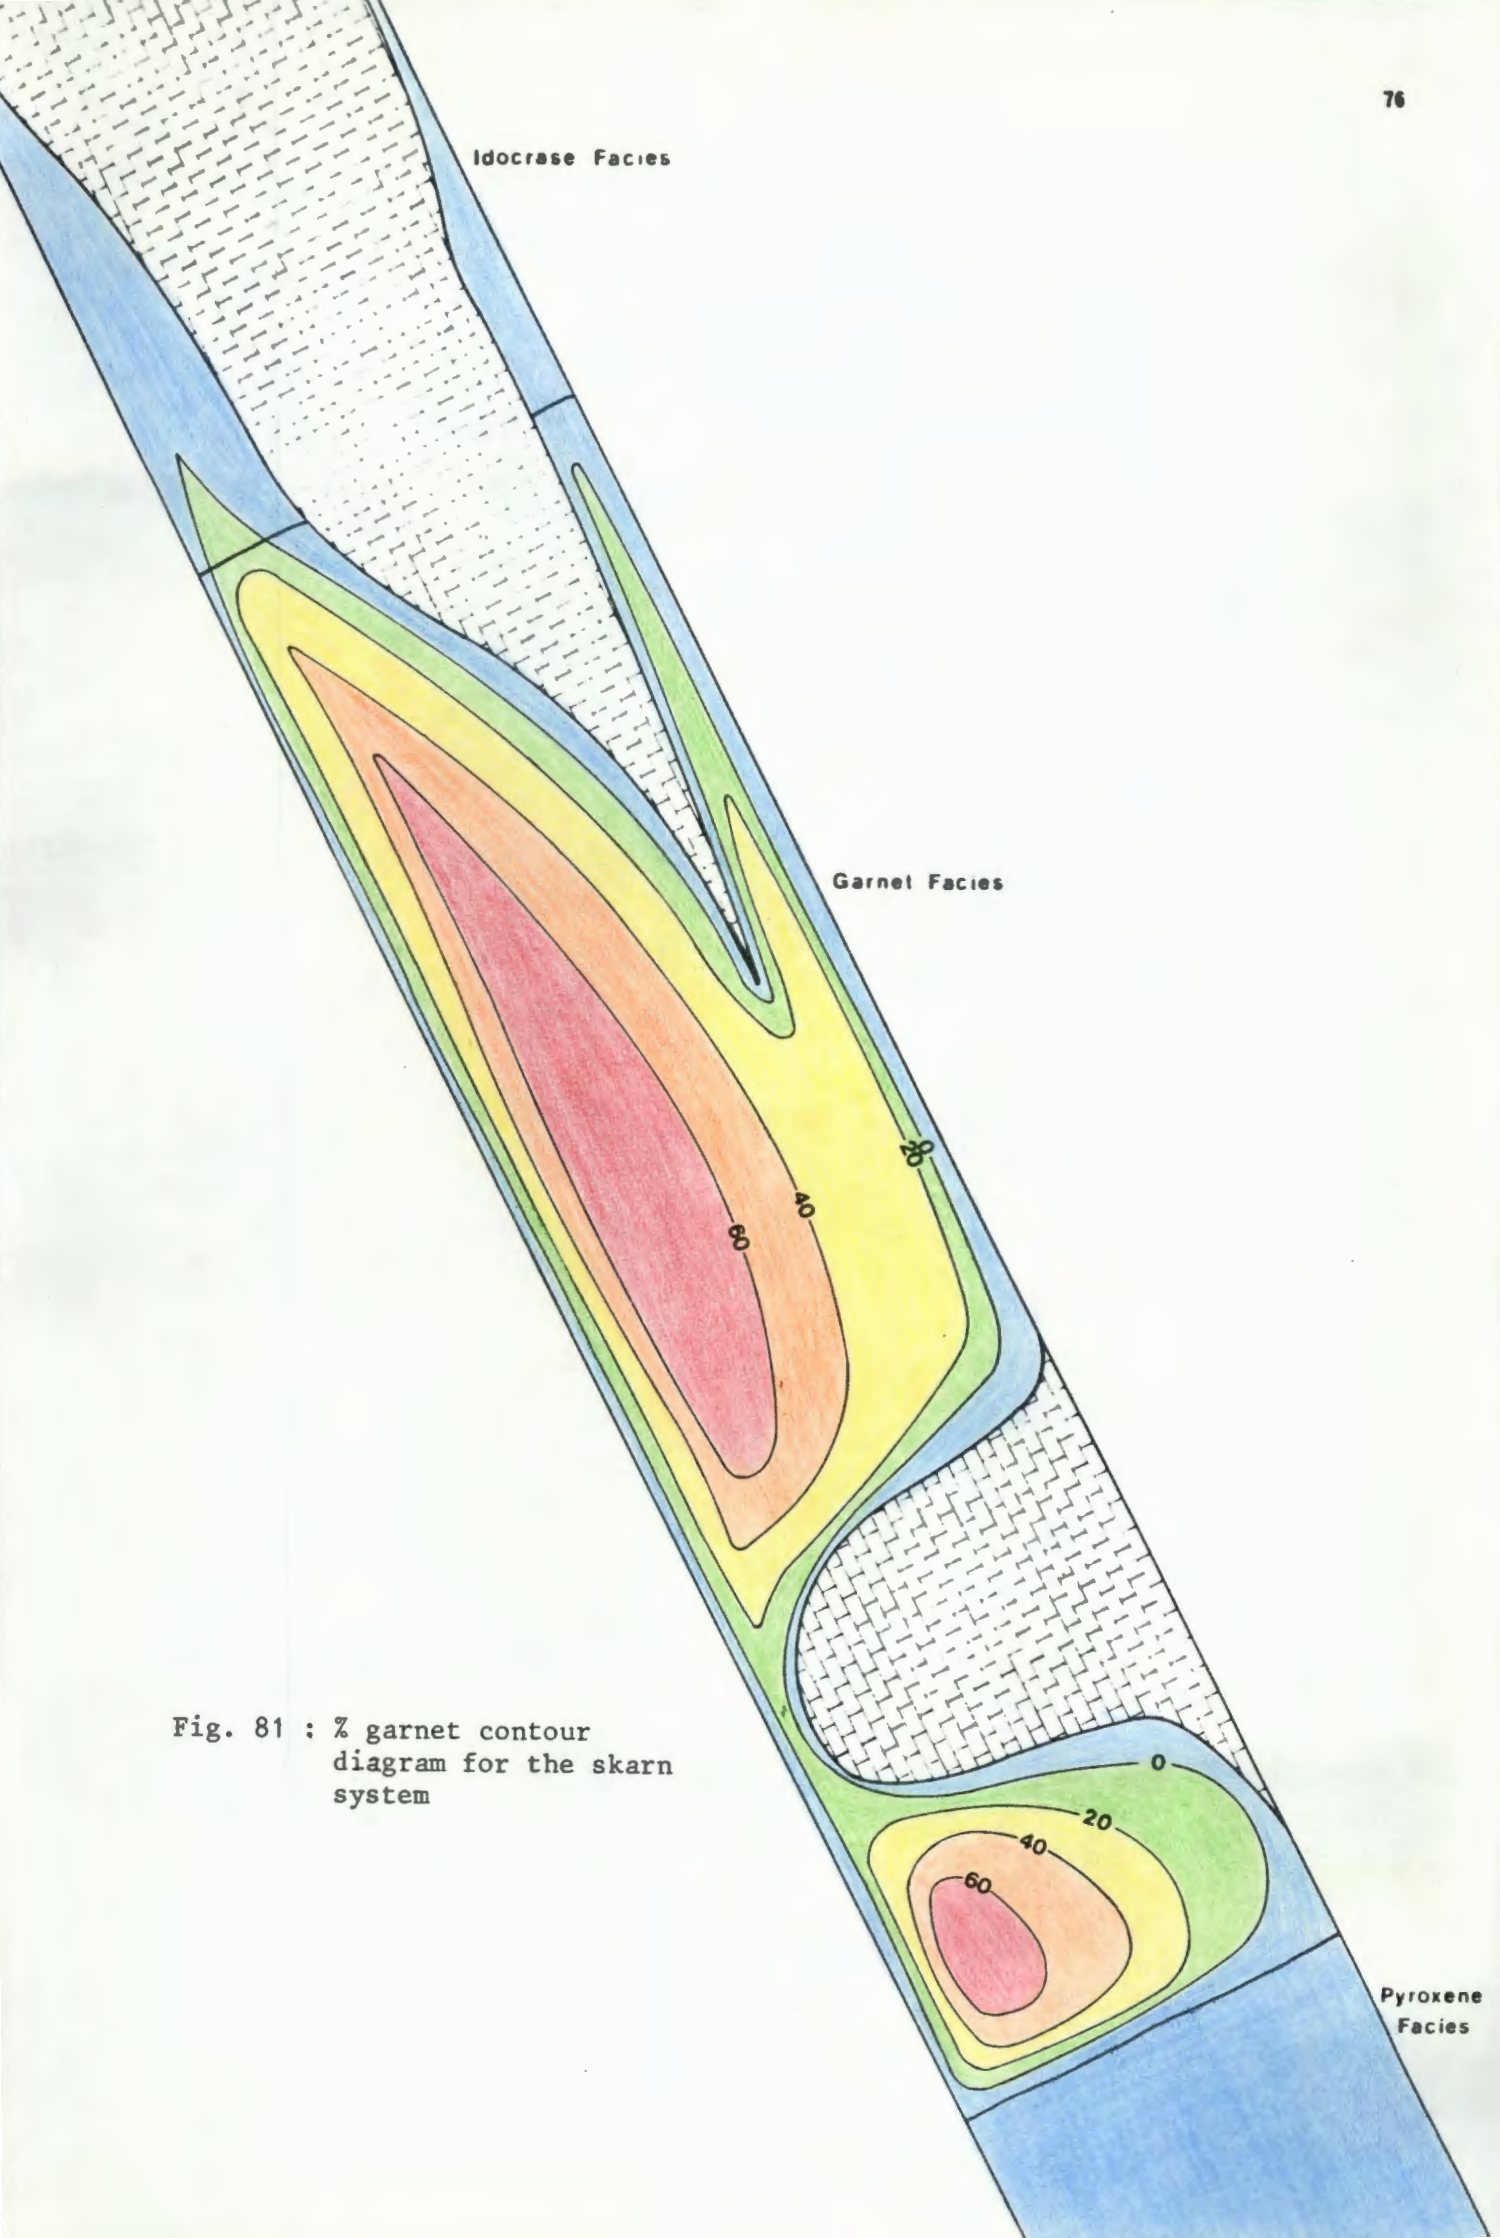 76
Idocrase Facies
Garnet Facies
0
20
40
60
Fig. 81 : % garnet contour
diagram for the skarn
system
0
20
40
60
Pyroxene
Facies